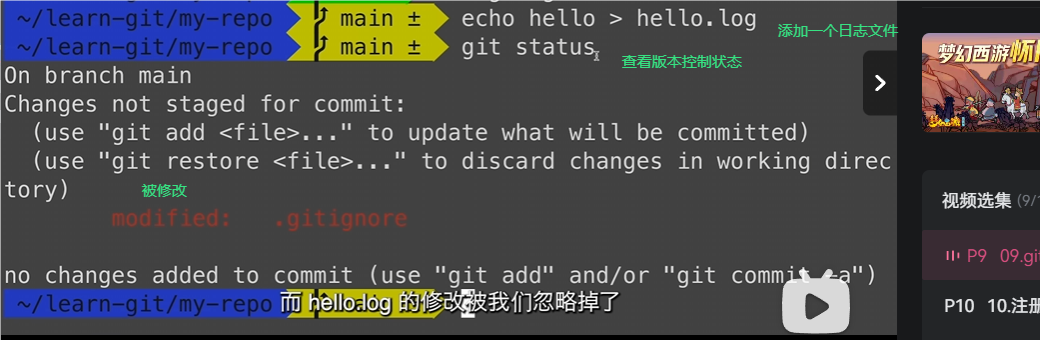 ~/learn-git/my-repo main ± echo hello > hello.log
添加一个日志文件
~/learn-git/my-repo main ± git status
查看版本控制状态
On branch main
Changes not staged for commit:
(use "git add <file>..." to update what will be committed)
(use "git restore <file>..." to discard changes in working direc
tory)
被修改
modified: .gitignore
no changes added to commit (use "git add" and/or "git commit -a")
~/learn-git/my-repo
而 hello.log 的修改被我们忽略掉了
梦幻西游怀
视频选集 (9/1
P9 09.git
P10 10.注册